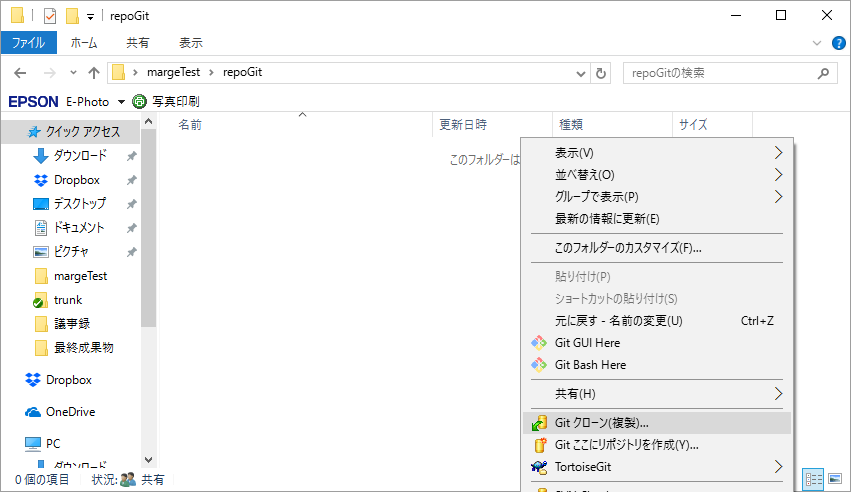 repoGit
ファイル ホーム 共有 表示
margeTest repoGit repoGitの検索
EPSON E-Photo 写真印刷
名前 更新日時 種類 サイズ
このフォルダーは
クイック アクセス
ダウンロード
Dropbox
デスクトップ
ドキュメント
ピクチャ
margeTest
trunk
議事録
最終成果物
Dropbox
OneDrive
PC
ダウンロード
表示(V)
並べ替え(O)
グループで表示(P)
最新の情報に更新(E)
このフォルダーのカスタマイズ(F)...
貼り付け(P)
ショートカットの貼り付け(S)
元に戻す - 名前の変更(U) Ctrl+Z
Git GUI Here
Git Bash Here
共有(H)
Git クローン(複製)...
Git ここにリポジトリを作成(Y)...
TortoiseGit
0 個の項目 状況: 共有